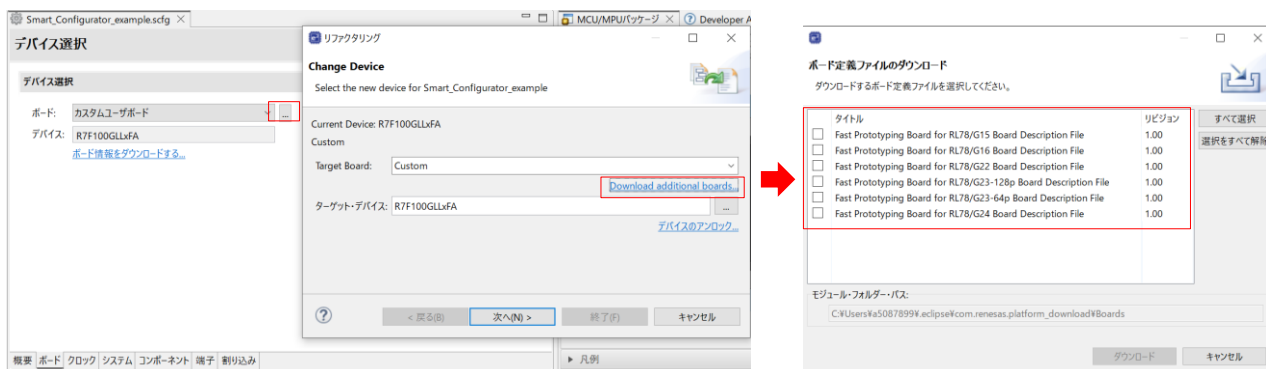 Smart_Configurator_example.scfg
MCU/MPUパッケージ
Developer A
デバイス選択
デバイス選択
ボード:
カスタムユーザボード
...
デバイス:
R7F100GLLxFA
ボード情報をダウンロードする...
概要 ボード クロック システム コンポーネント 端子 割り込み
凡例
リファクタリング
Change Device
Select the new device for Smart_Configurator_example
Current Device: R7F100GLLxFA
Custom
Target Board:
Custom
Download additional boards...
ターゲット・デバイス:
R7F100GLLxFA
...
デバイスのアンロック...
< 戻る(B)
次へ(N) >
終了(F)
キャンセル
ボード定義ファイルのダウンロード
ダウンロードするボード定義ファイルを選択してください。
タイトル リビジョン
Fast Prototyping Board for RL78/G15 Board Description File 1.00
Fast Prototyping Board for RL78/G16 Board Description File 1.00
Fast Prototyping Board for RL78/G22 Board Description File 1.00
Fast Prototyping Board for RL78/G23-128p Board Description File 1.00
Fast Prototyping Board for RL78/G23-64p Board Description File 1.00
Fast Prototyping Board for RL78/G24 Board Description File 1.00
すべて選択
選択をすべて解除
モジュール・フォルダー・パス:
C:¥Users¥a5087899¥.eclipse¥com.renesas.platform_download¥Boards
ダウンロード
キャンセル